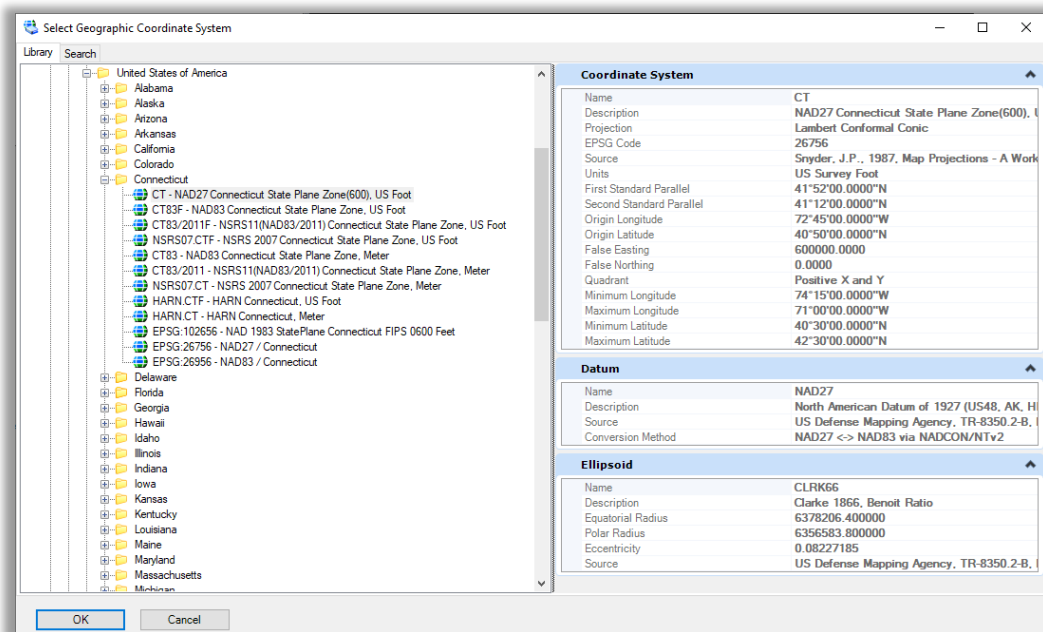 Select Geographic Coordinate System
Library Search
United States of America
Alabama
Alaska
Arizona
Arkansas
California
Colorado
Connecticut
CT - NAD27 Connecticut State Plane Zone(600), US Foot
CT83F - NAD83 Connecticut State Plane Zone, US Foot
CT83/2011F - NSRS11(NAD83/2011) Connecticut State Plane Zone, US Foot
NSRS07.CTF - NSRS 2007 Connecticut State Plane Zone, US Foot
CT83 - NAD83 Connecticut State Plane Zone, Meter
CT83/2011 - NSRS11(NAD83/2011) Connecticut State Plane Zone, Meter
NSRS07.CT - NSRS 2007 Connecticut State Plane Zone, Meter
HARN.CTF - HARN Connecticut, US Foot
HARN.CT - HARN Connecticut, Meter
EPSG:102656 - NAD 1983 StatePlane Connecticut FIPS 0600 Feet
EPSG:26756 - NAD27 / Connecticut
EPSG:26956 - NAD83 / Connecticut
Delaware
Florida
Georgia
Hawaii
Idaho
Illinois
Indiana
Iowa
Kansas
Kentucky
Louisiana
Maine
Maryland
Massachusetts
Michigan
OK Cancel
Coordinate System
Name CT
Description NAD27 Connecticut State Plane Zone(600),
Projection Lambert Conformal Conic
EPSG Code 26756
Source Snyder, J.P., 1987, Map Projections - A Work
Units US Survey Foot
First Standard Parallel 41°52'00.0000"N
Second Standard Parallel 41°12'00.0000"N
Origin Longitude 72°45'00.0000"W
Origin Latitude 40°50'00.0000"N
False Easting 600000.0000
False Northing 0.0000
Quadrant Positive X and Y
Minimum Longitude 74°15'00.0000"W
Maximum Longitude 71°00'00.0000"W
Minimum Latitude 40°30'00.0000"N
Maximum Latitude 42°30'00.0000"N
Datum
Name NAD27
Description North American Datum of 1927 (US48, AK,
Source US Defense Mapping Agency, TR-8350.2-B,
Conversion Method NAD27 <-> NAD83 via NADCON/NTv2
Ellipsoid
Name CLRK66
Description Clarke 1866, Benoit Ratio
Equatorial Radius 6378206.400000
Polar Radius 6356583.800000
Eccentricity 0.08227185
Source US Defense Mapping Agency, TR-8350.2-B,